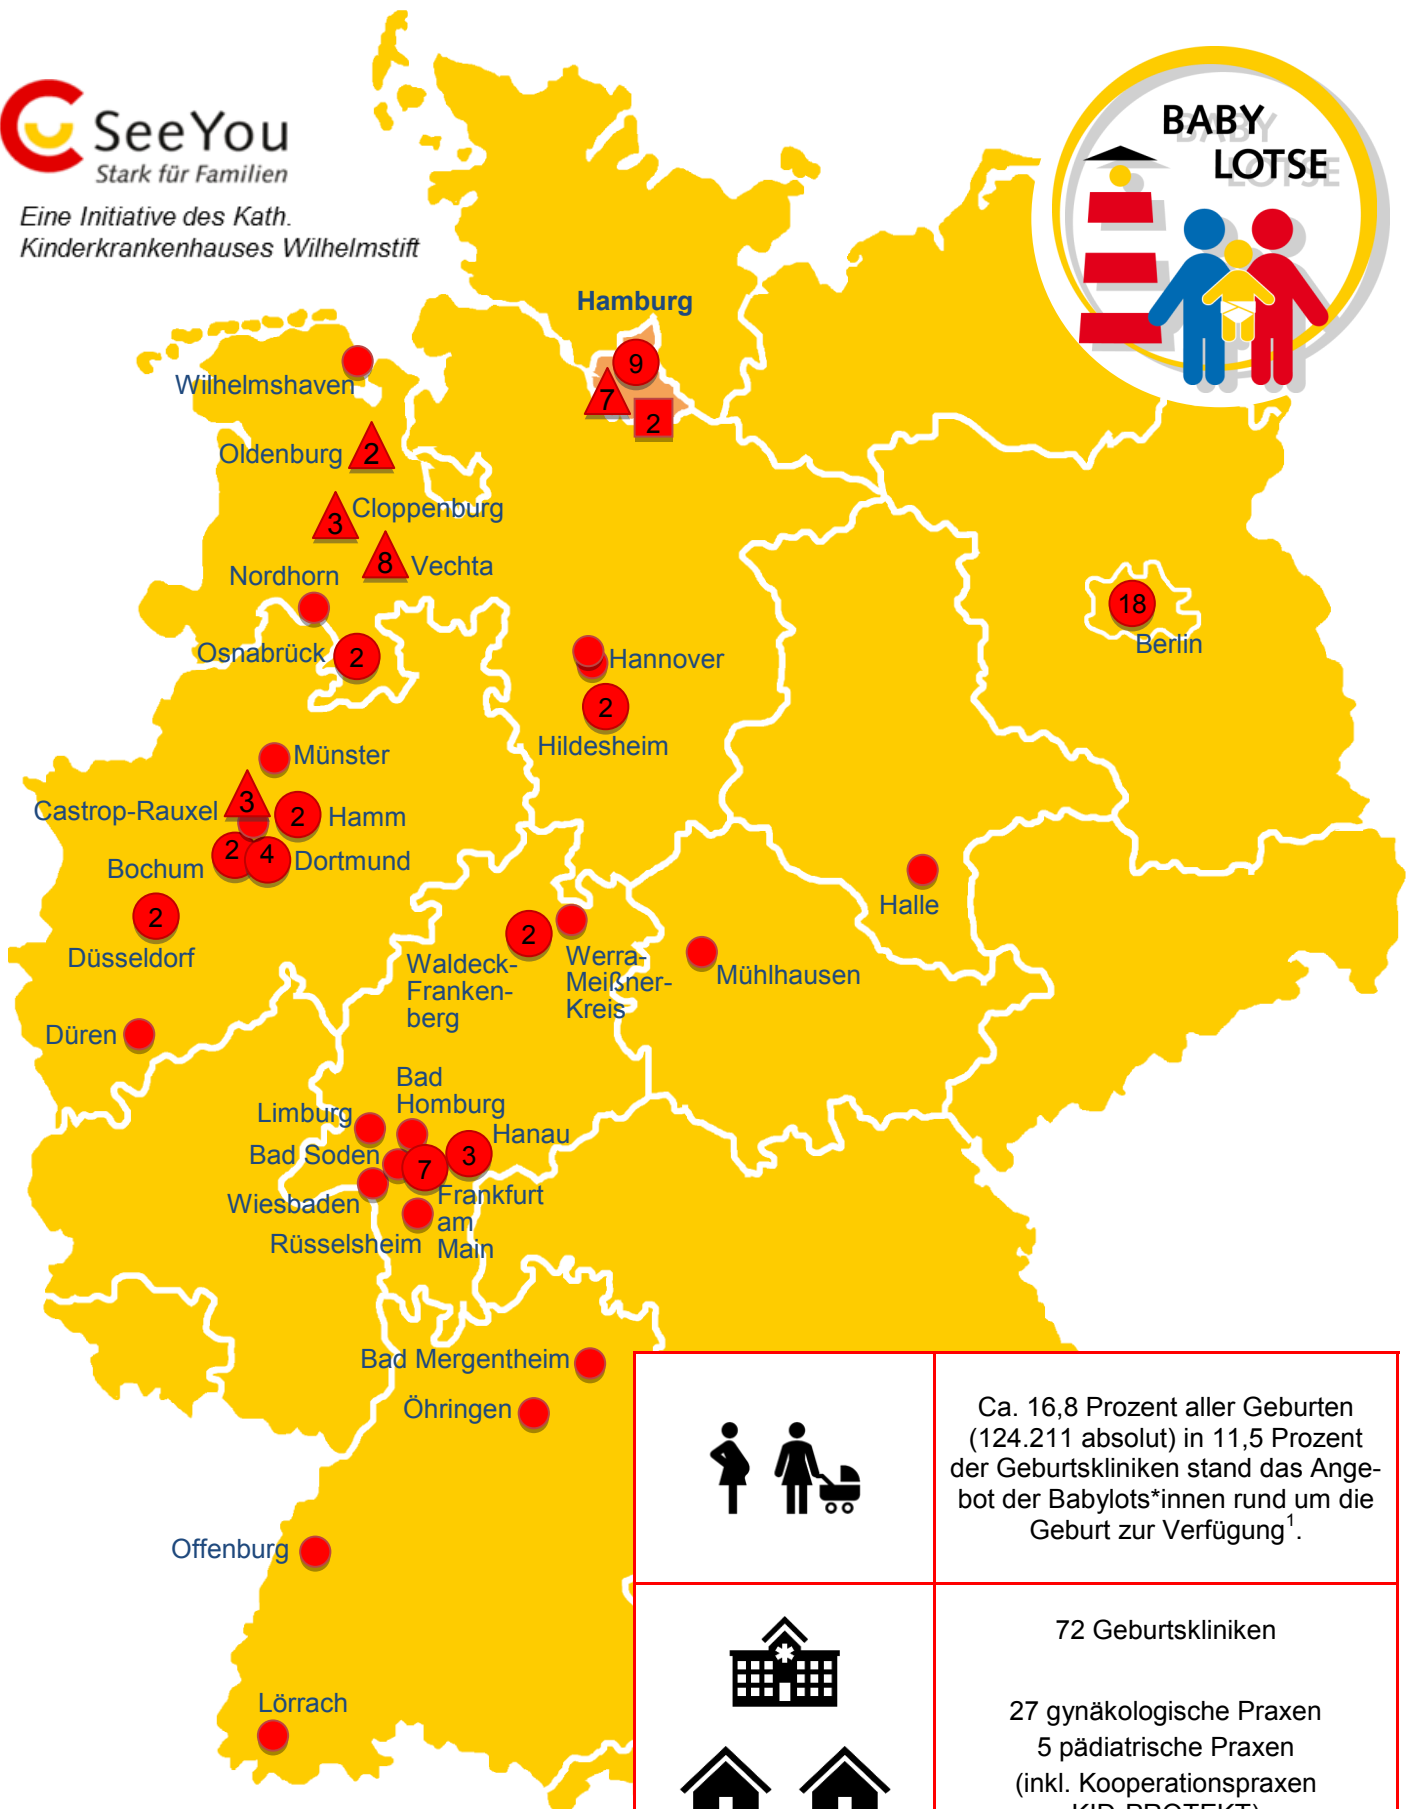 SeeYou
Stark für Familien
Eine Initiative des Kath.
Kinderkrankenhauses Wilhelmstift
BABY
LOTSE
Hamburg
9
7
2
Wilhelmshaven
Oldenburg
2
Cloppenburg
3
8
Vechta
Nordhorn
Osnabrück
2
18
Berlin
Hannover
2
Hildesheim
Münster
Castrop-Rauxel
3
2
Hamm
Bochum
2
4
Dortmund
2
Düsseldorf
Halle
2
Waldeck-
Franken-
berg
Werra-
Meißner-
Kreis
Mühlhausen
Düren
Bad
Homburg
Limburg
Hanau
3
Bad Soden
7
Wiesbaden
Frankfurt
am
Main
Rüsselsheim
Bad Mergentheim
Öhringen
Offenburg
Lörrach
Ca. 16,8 Prozent aller Geburten
(124.211 absolut) in 11,5 Prozent
der Geburtskliniken stand das Ange-
bot der Babylots*innen rund um die
Geburt zur Verfügung¹.
72 Geburtskliniken
27 gynäkologische Praxen
5 pädiatrische Praxen
(inkl. Kooperationspraxen
KID-PROTEKT)